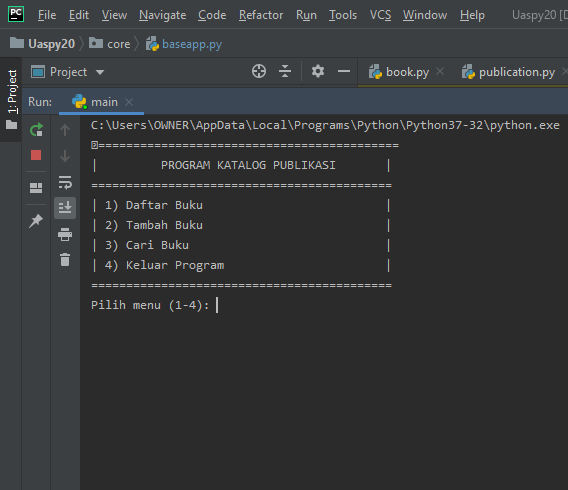 PC File Edit View Navigate Code Refactor Run Tools VCS Window Help Uaspy20 [D
Uaspy20 core baseapp.py
1: Project
Project book.py publication.py
Run: main
C:\Users\OWNER\AppData\Local\Programs\Python\Python37-32\python.exe
===========================================
| PROGRAM KATALOG PUBLIKASI |
===========================================
| 1) Daftar Buku |
| 2) Tambah Buku |
| 3) Cari Buku |
| 4) Keluar Program |
===========================================
Pilih menu (1-4):